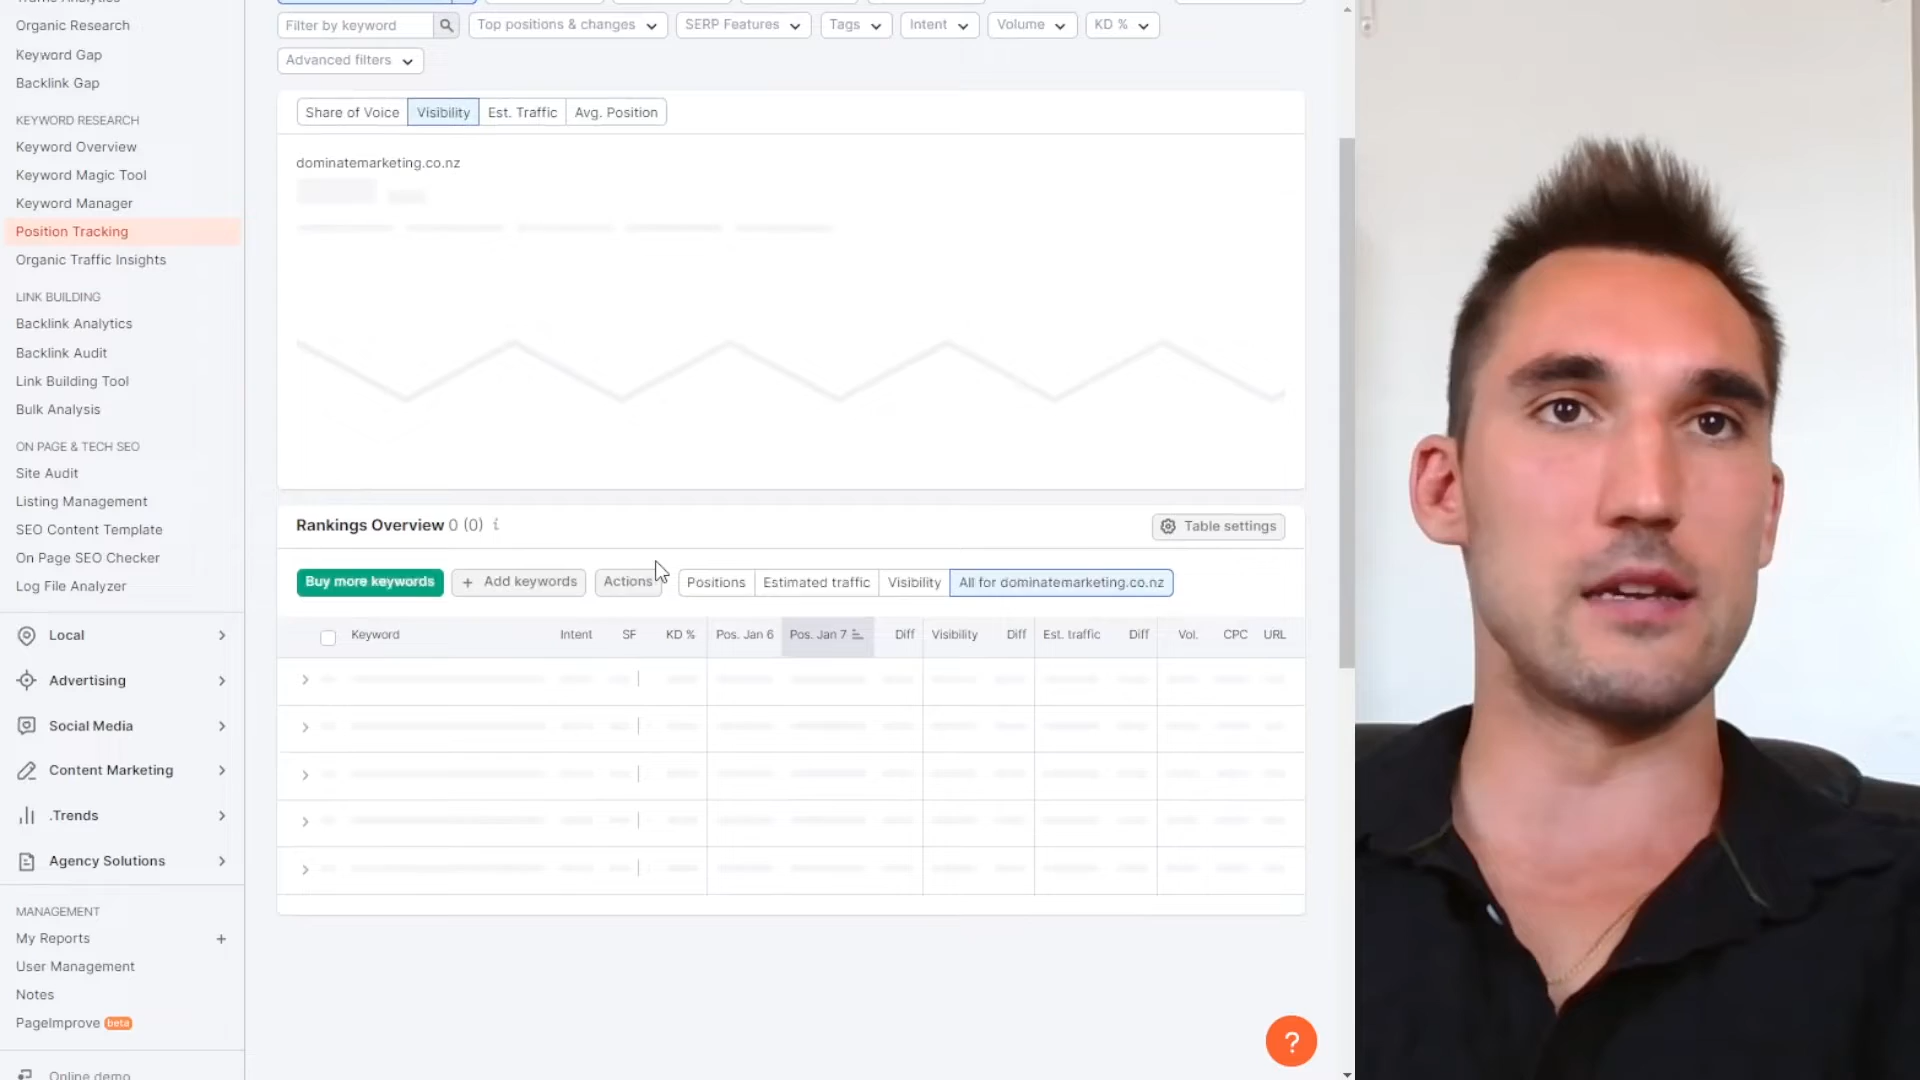 Organic Research
Keyword Gap
Backlink Gap
KEYWORD RESEARCH
Keyword Overview
Keyword Magic Tool
Keyword Manager
Position Tracking
Organic Traffic Insights
LINK BUILDING
Backlink Analytics
Backlink Audit
Link Building Tool
Bulk Analysis
ON PAGE & TECH SEO
Site Audit
Listing Management
SEO Content Template
On Page SEO Checker
Log File Analyzer
Local
Advertising
Social Media
Content Marketing
.Trends
Agency Solutions
MANAGEMENT
My Reports +
User Management
Notes
PageImprove beta
Online demo
Filter by keyword Top positions & changes SERP Features Tags Intent Volume KD %
Advanced filters
Share of Voice Visibility Est. Traffic Avg. Position
dominatemarketing.co.nz
Rankings Overview 0 (0) i
Table settings
Buy more keywords + Add keywords Actions Positions Estimated traffic Visibility All for dominatemarketing.co.nz
Keyword Intent SF KD % Pos. Jan 6 Pos. Jan 7 Diff Visibility Diff Est. traffic Diff Vol. CPC URL
?